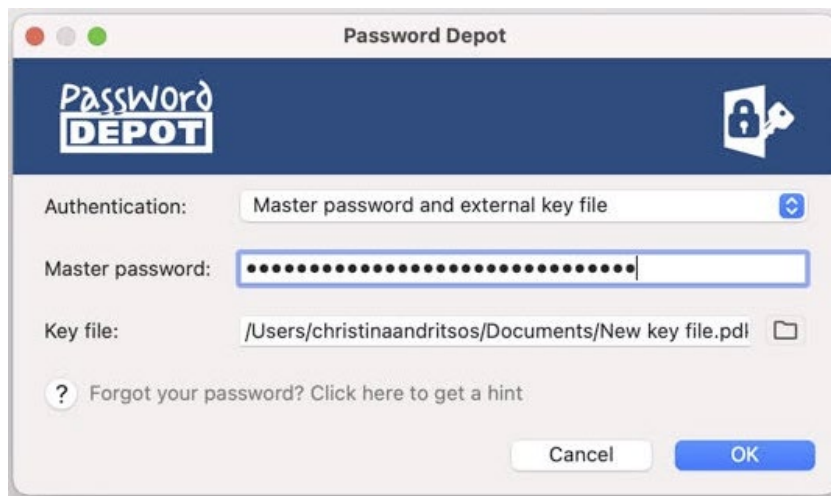 Password Depot
Password
DEPOT
Authentication: Master password and external key file
Master password: ●●●●●●●●●●●●●●●●●●●●●●●●●●●●●●●
Key file: /Users/christinaandritsos/Documents/New key file.pdk
? Forgot your password? Click here to get a hint
Cancel OK